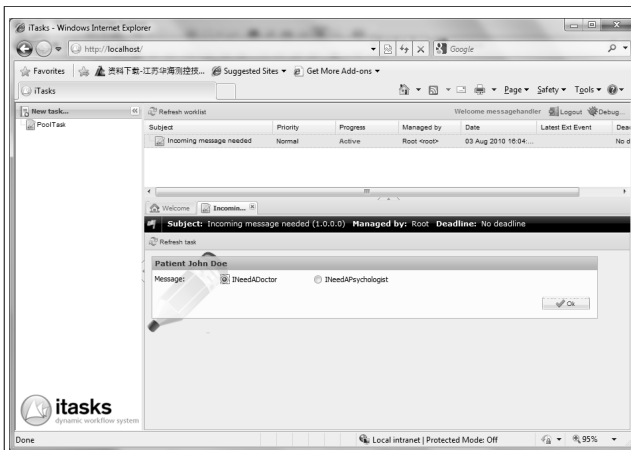 iTasks - Windows Internet Explorer
http://localhost/
Google
Favorites 资料下载-江苏华海测控技... Suggested Sites Get More Add-ons
iTasks
Page Safety Tools
New task... Refresh worklist Welcome messagehandler Logout Debug...
PoolTask
Subject Priority Progress Managed by Date Latest Ext Event Dead
Incoming message needed Normal Active Root <root> 03 Aug 2010 16:04:... No d
Welcome Incomin...
Subject: Incoming message needed (1.0.0.0) Managed by: Root Deadline: No deadline
Refresh task
Patient John Doe
Message: INeedADoctor INeedAPsychologist
Ok
itasks
dynamic workflow system
Done Local intranet | Protected Mode: Off 95%